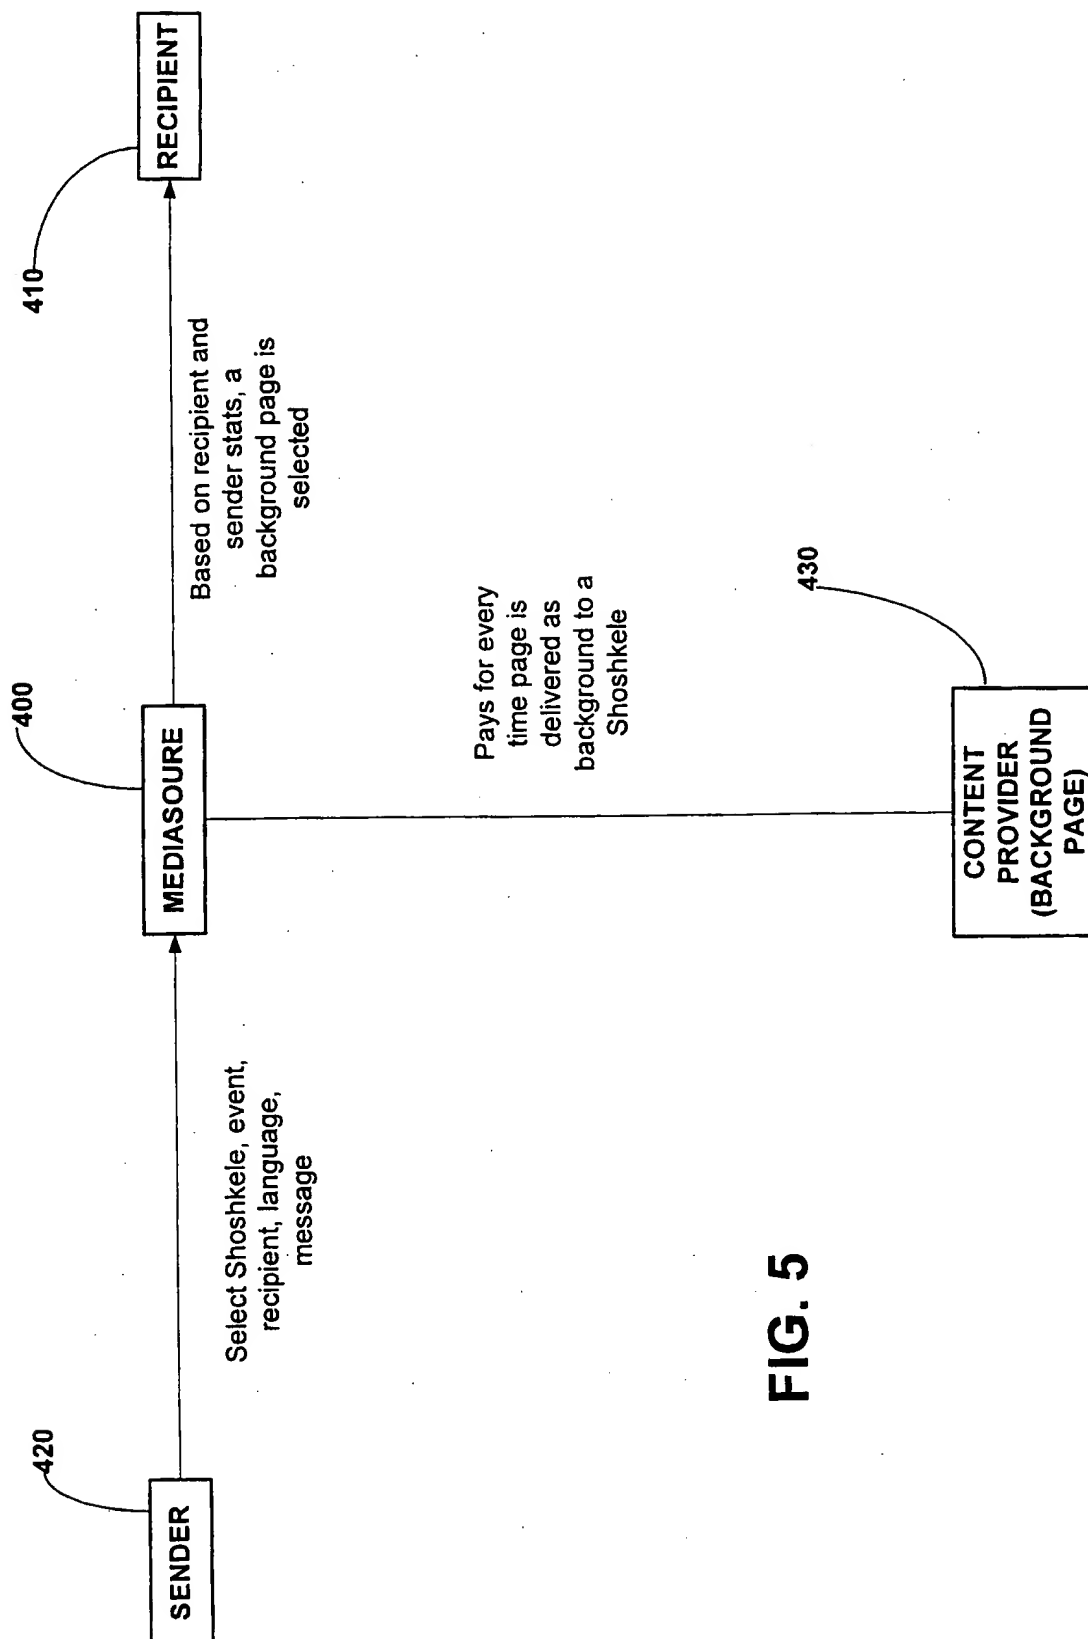 420
SENDER
Select Shoshkele, event,
recipient, language,
message
400
MEDIASOURE
Based on recipient and
sender stats, a
background page is
selected
410
RECIPIENT
Pays for every
time page is
delivered as
background to a
Shoshkele
430
CONTENT
PROVIDER
(BACKGROUND
PAGE)
FIG. 5